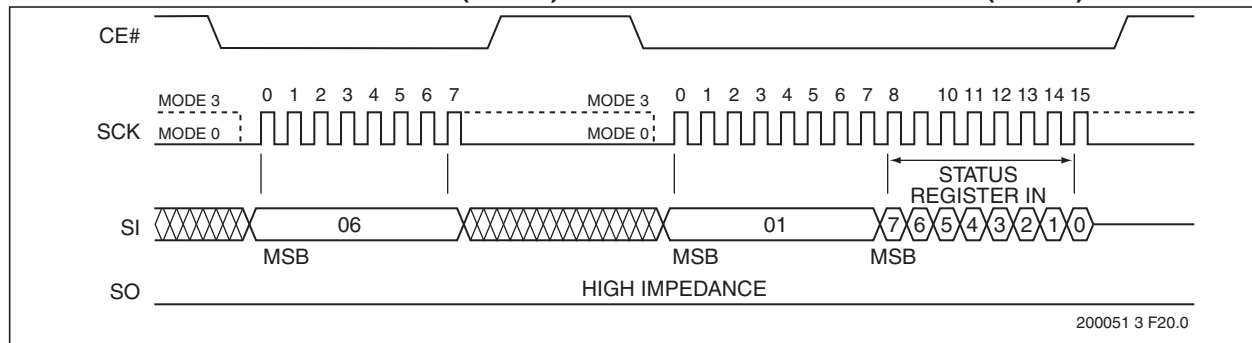 CE#
MODE 3 0 1 2 3 4 5 6 7 MODE 3 0 1 2 3 4 5 6 7 8 10 11 12 13 14 15
SCK MODE 0 MODE 0
STATUS
REGISTER IN
SI 06 01 7 6 5 4 3 2 1 0
MSB MSB MSB
SO HIGH IMPEDANCE
200051 3 F20.0